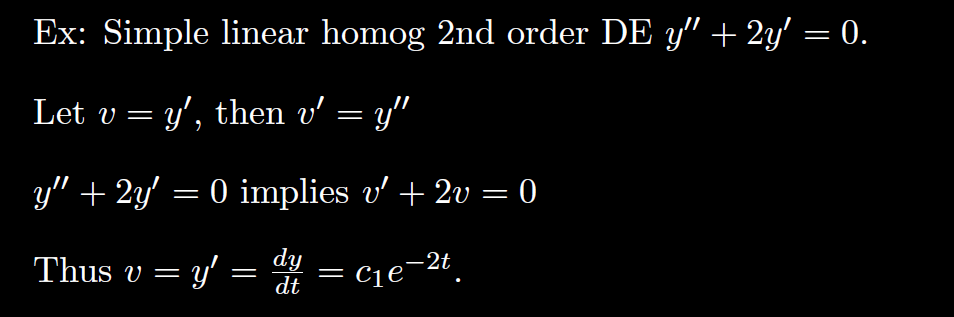 Ex: Simple linear homog 2nd order DE y′′ + 2y′ = 0.
Let v = y′, then v′ = y′′
y′′ + 2y′ = 0 implies v′ + 2v = 0
Thus v = y′ = dy/dt = c₁e⁻²ᵗ.